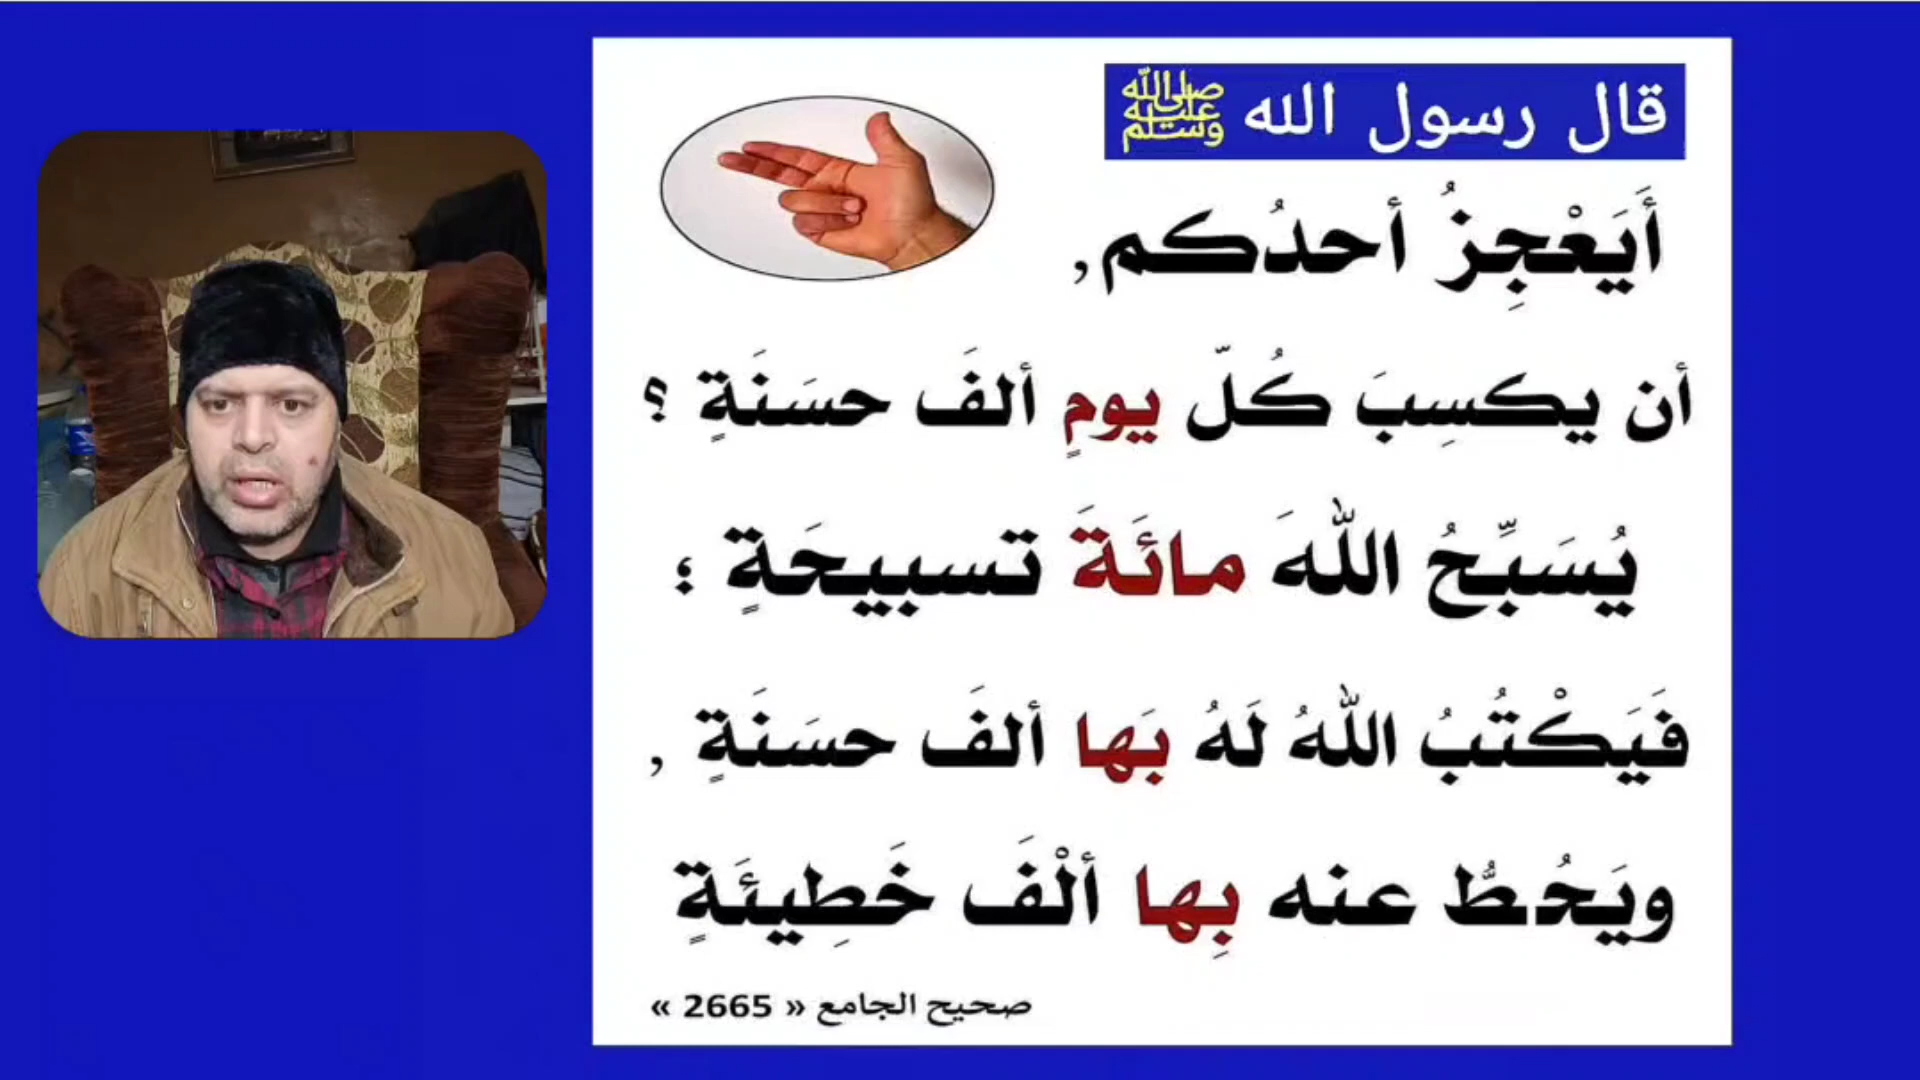 قال رسول الله ﷺ
أَيَعْجِزُ أحدُكم,
أن يكسِبَ كُلّ يومٍ ألفَ حسَنَةٍ ؟
يُسَبِّحُ اللهَ مائَةَ تسبيحَةٍ ؛
فَيَكْتُبُ اللهُ لَهُ بَها ألفَ حسَنَةٍ ,
ويَحُطُّ عنه بِها ألْفَ خَطِيئَةٍ
صحيح الجامع « 2665 »